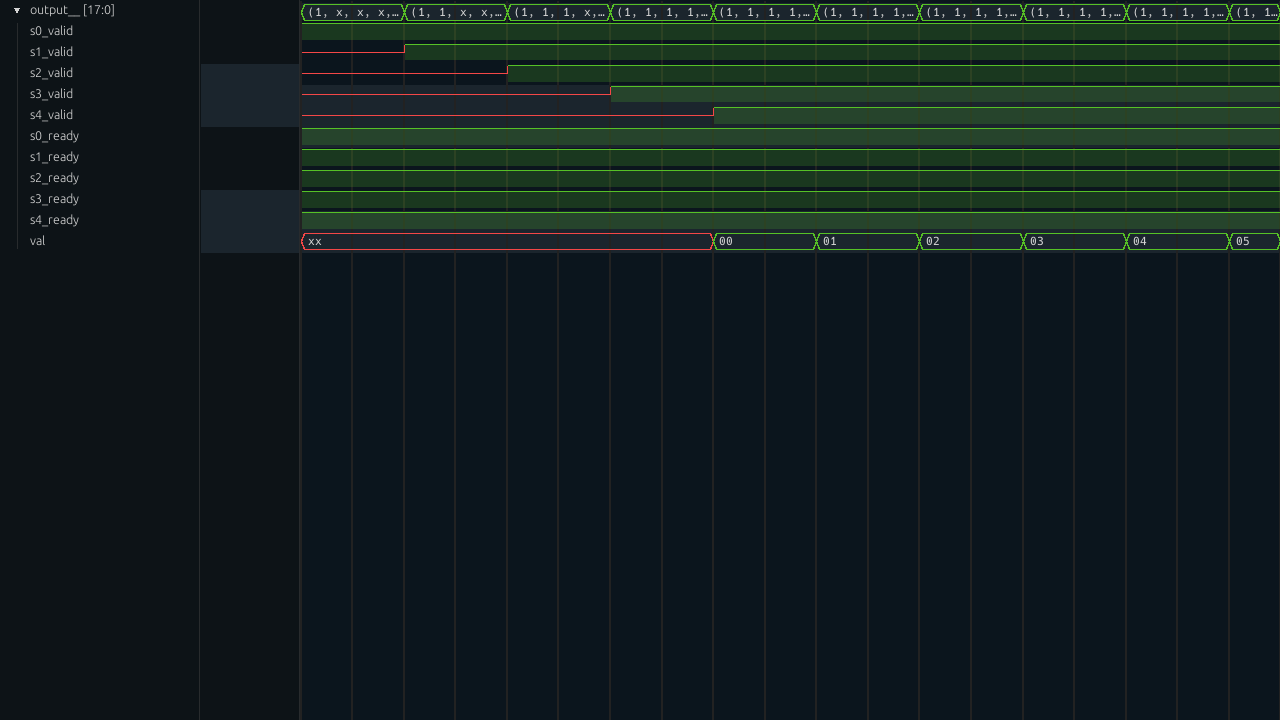 output__ [17:0] (1, x, x, x,… (1, 1, x, x,… (1, 1, 1, x,… (1, 1, 1, 1,… (1, 1, 1, 1,… (1, 1, 1, 1,… (1, 1, 1, 1,… (1, 1, 1, 1,… (1, 1, 1, 1,… (1, 1…
s0_valid
s1_valid
s2_valid
s3_valid
s4_valid
s0_ready
s1_ready
s2_ready
s3_ready
s4_ready
val xx 00 01 02 03 04 05